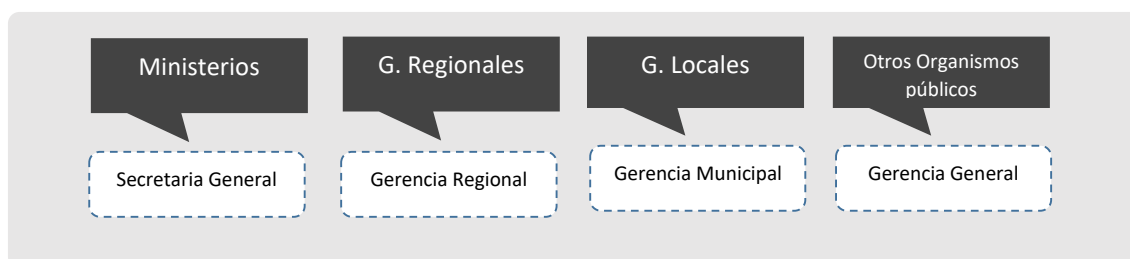 Ministerios
Secretaria General
G. Regionales
Gerencia Regional
G. Locales
Gerencia Municipal
Otros Organismos
públicos
Gerencia General